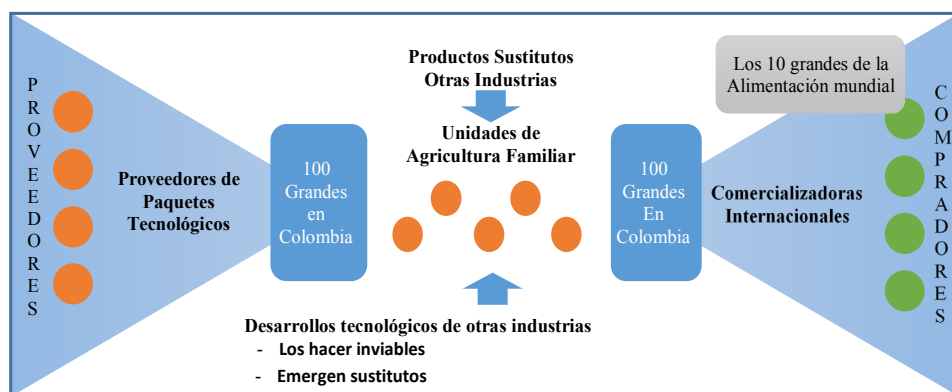 PROVEEDORES
Proveedores de
Paquetes
Tecnológicos
100
Grandes
en
Colombia
Productos Sustitutos
Otras Industrias
Unidades de
Agricultura Familiar
Desarrollos tecnológicos de otras industrias
- Los hacer inviables
- Emergen sustitutos
100
Grandes
En
Colombia
Comercializadoras
Internacionales
Los 10 grandes de la
Alimentación mundial
COMPRADORES